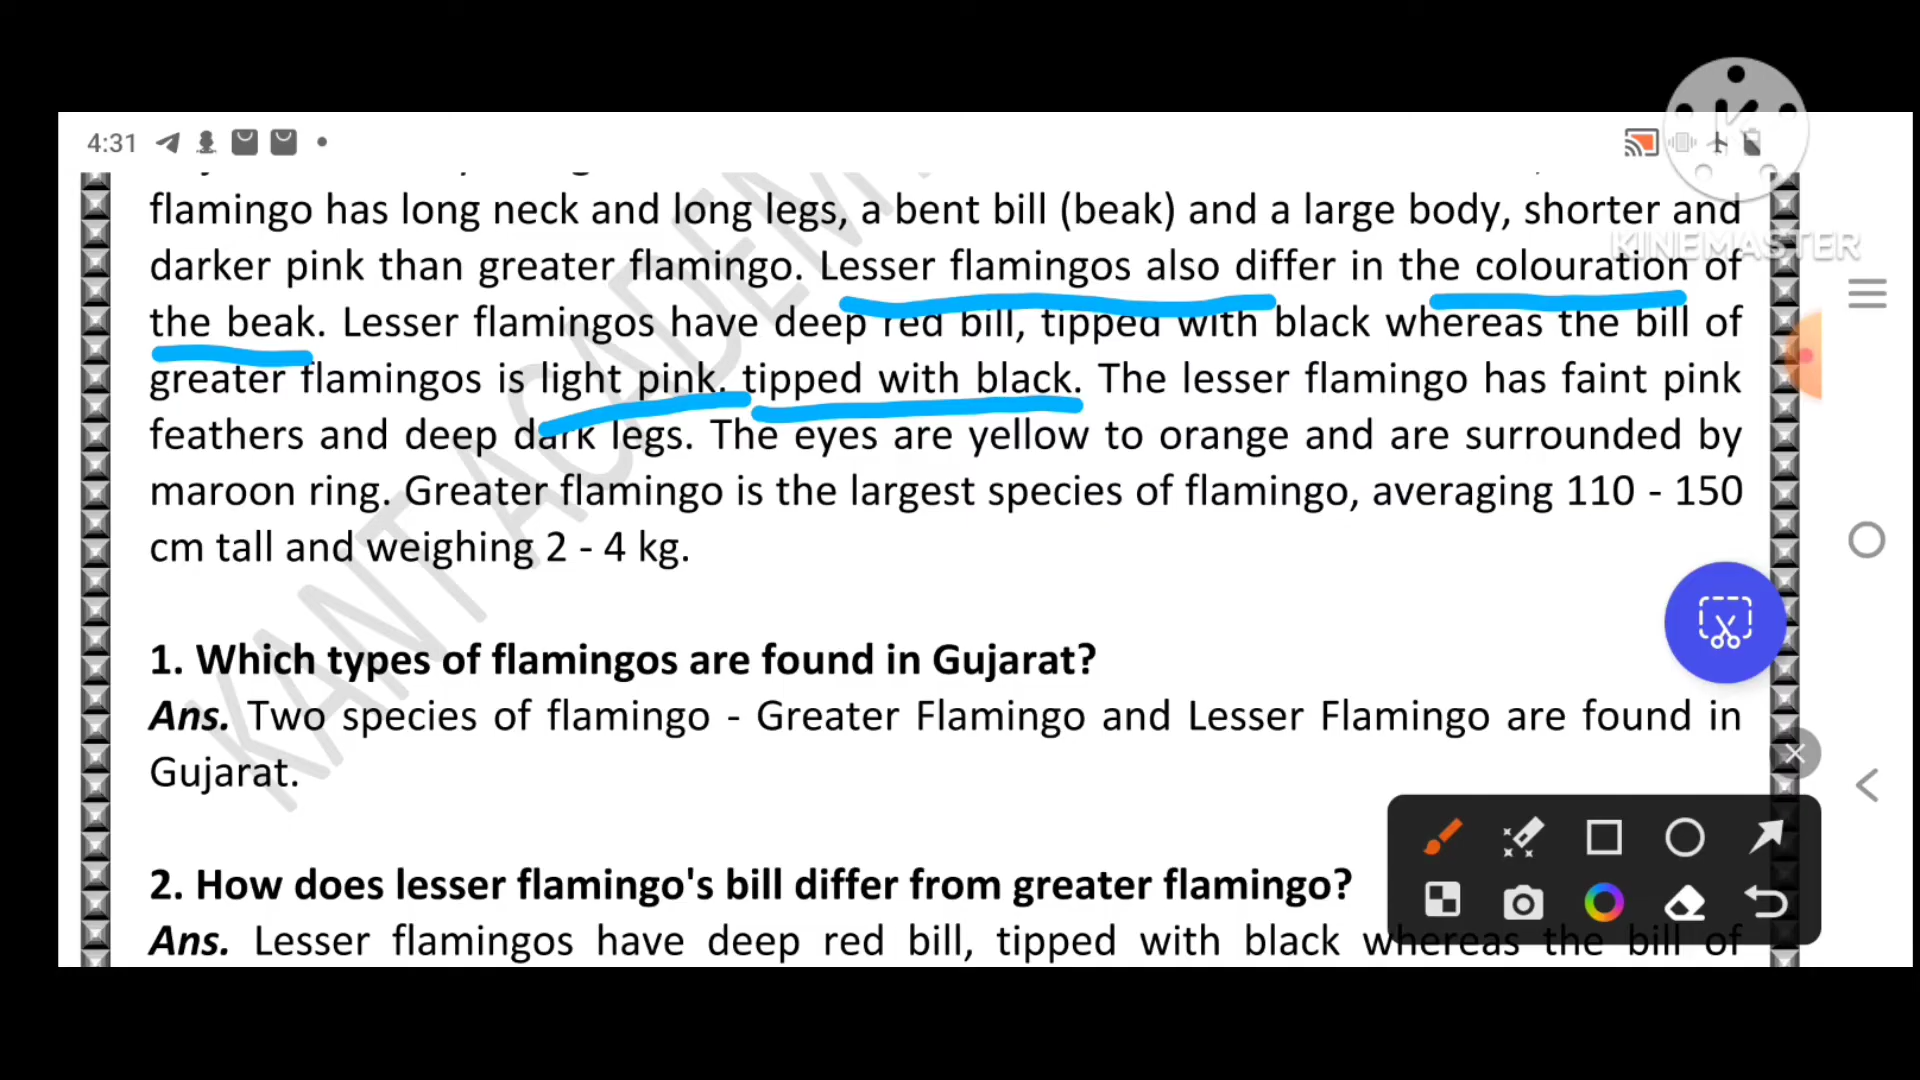 4:31
KINEMASTER
flamingo has long neck and long legs, a bent bill (beak) and a large body, shorter and
darker pink than greater flamingo. Lesser flamingos also differ in the colouration of
the beak. Lesser flamingos have deep red bill, tipped with black whereas the bill of
greater flamingos is light pink. tipped with black. The lesser flamingo has faint pink
feathers and deep dark legs. The eyes are yellow to orange and are surrounded by
maroon ring. Greater flamingo is the largest species of flamingo, averaging 110 - 150
cm tall and weighing 2 - 4 kg.
KANT ACADEM
1. Which types of flamingos are found in Gujarat?
Ans. Two species of flamingo - Greater Flamingo and Lesser Flamingo are found in
Gujarat.
2. How does lesser flamingo's bill differ from greater flamingo?
Ans. Lesser flamingos have deep red bill, tipped with black whereas the bill of